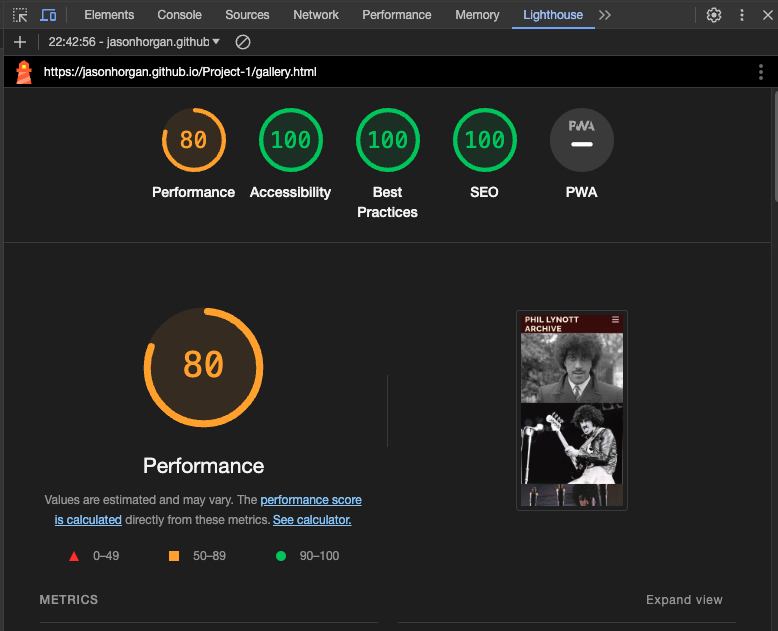 Elements Console Sources Network Performance Memory Lighthouse
22:42:56 - jasonhorgan.github
https://jasonhorgan.github.io/Project-1/gallery.html
80 100 100 100 PWA
Performance Accessibility Best Practices SEO PWA
80
PHIL LYNOTT
ARCHIVE
Performance
Values are estimated and may vary. The performance score
is calculated directly from these metrics. See calculator.
0–49 50–89 90–100
METRICS Expand view